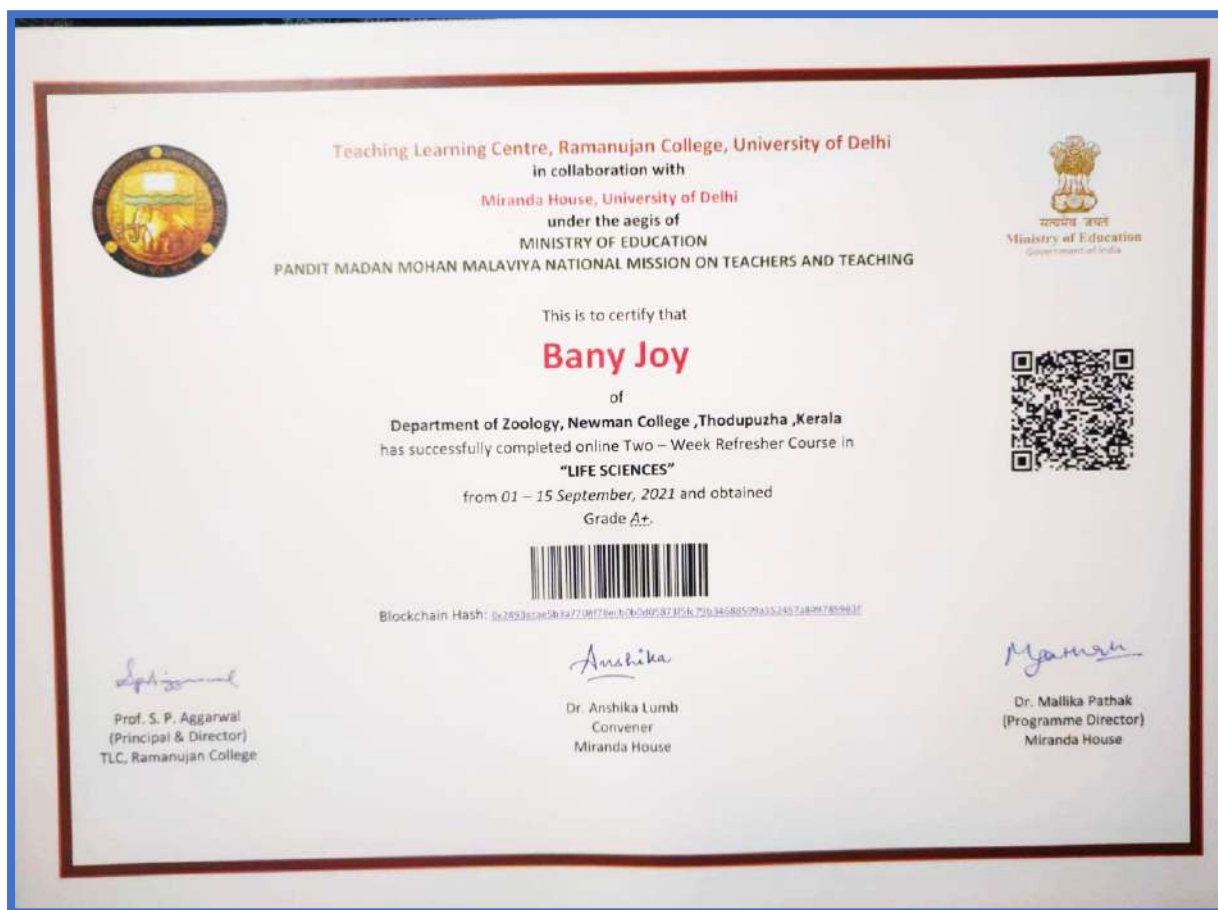 Teaching Learning Centre, Ramanujan College, University of Delhi
in collaboration with
Miranda House, University of Delhi
under the aegis of
MINISTRY OF EDUCATION
PANDIT MADAN MOHAN MALAVIYA NATIONAL MISSION ON TEACHERS AND TEACHING
सत्यमेव जयते
Ministry of Education
Government of India
This is to certify that
Bany Joy
of
Department of Zoology, Newman College ,Thodupuzha ,Kerala
has successfully completed online Two – Week Refresher Course in
"LIFE SCIENCES"
from 01 – 15 September, 2021 and obtained
Grade A+.
Blockchain Hash:
Anshika
Prof. S. P. Aggarwal
(Principal & Director)
TLC, Ramanujan College
Dr. Anshika Lumb
Convener
Miranda House
Dr. Mallika Pathak
(Programme Director)
Miranda House